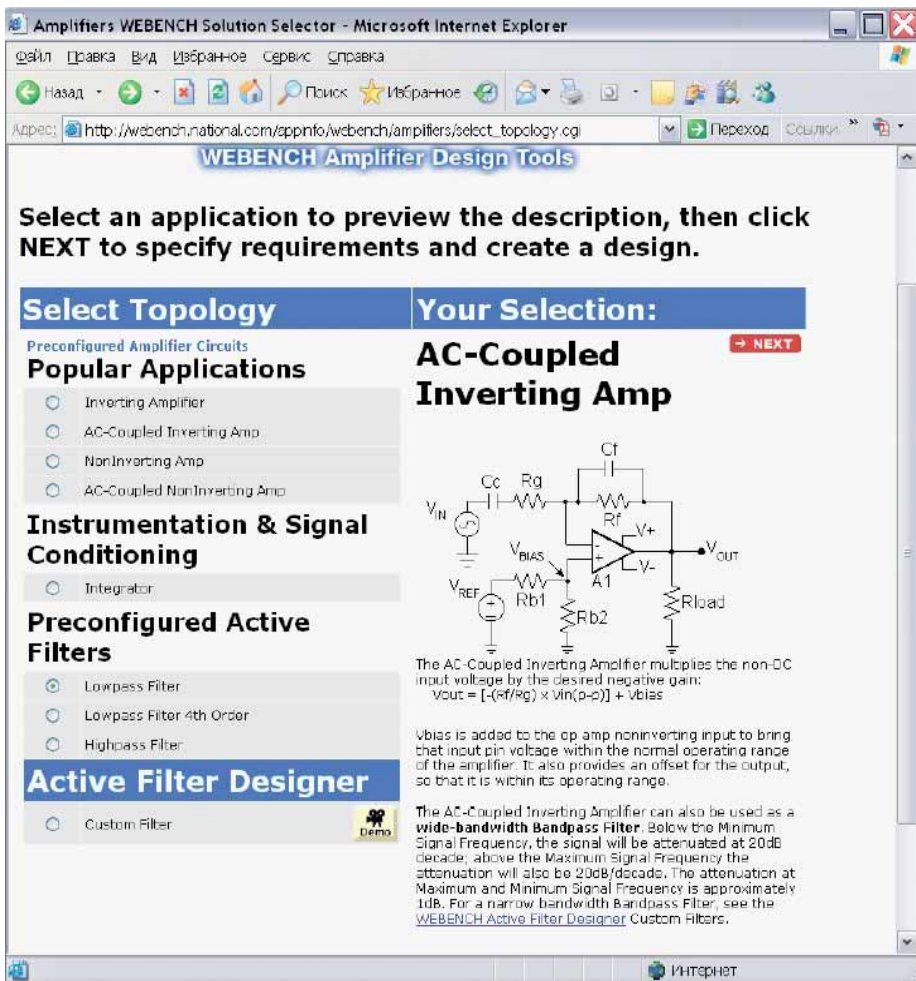 Amplifiers WEBENCH Solution Selector - Microsoft Internet Explorer
Файл Правка Вид Избранное Сервис Справка
Назад Поиск Избранное
Адрес: http://webench.national.com/appinfo/webench/amplifiers/select_topology.cgi Переход Ссылки »
WEBENCH Amplifier Design Tools
Select an application to preview the description, then click
NEXT to specify requirements and create a design.
Select Topology
Preconfigured Amplifier Circuits
Popular Applications
Inverting Amplifier
AC-Coupled Inverting Amp
NonInverting Amp
AC-Coupled NonInverting Amp
Instrumentation & Signal
Conditioning
Integrator
Preconfigured Active
Filters
Lowpass Filter
Lowpass Filter 4th Order
Highpass Filter
Active Filter Designer
Custom Filter
Demo
Your Selection:
NEXT
AC-Coupled
Inverting Amp
Cf
Cc Rg
Rf
VIN
V+
VBIAS
- 
+
VOUT
V-
A1
VREF
Rb1
Rb2
Rload
The AC-Coupled Inverting Amplifier multiplies the non-DC
input voltage by the desired negative gain:
Vout = [-(Rf/Rg) x Vin(p-p)] + Vbias
Vbias is added to the op amp noninverting input to bring
that input pin voltage within the normal operating range
of the amplifier. It also provides an offset for the output,
so that it is within its operating range.
The AC-Coupled Inverting Amplifier can also be used as a
wide-bandwidth Bandpass Filter. Below the Minimum
Signal Frequency, the signal will be attenuated at 20dB
decade; above the Maximum Signal Frequency the
attenuation will also be 20dB/decade. The attenuation at
Maximum and Minimum Signal Frequency is approximately
1dB. For a narrow bandwidth Bandpass Filter, see the
WEBENCH Active Filter Designer Custom Filters.
Интернет